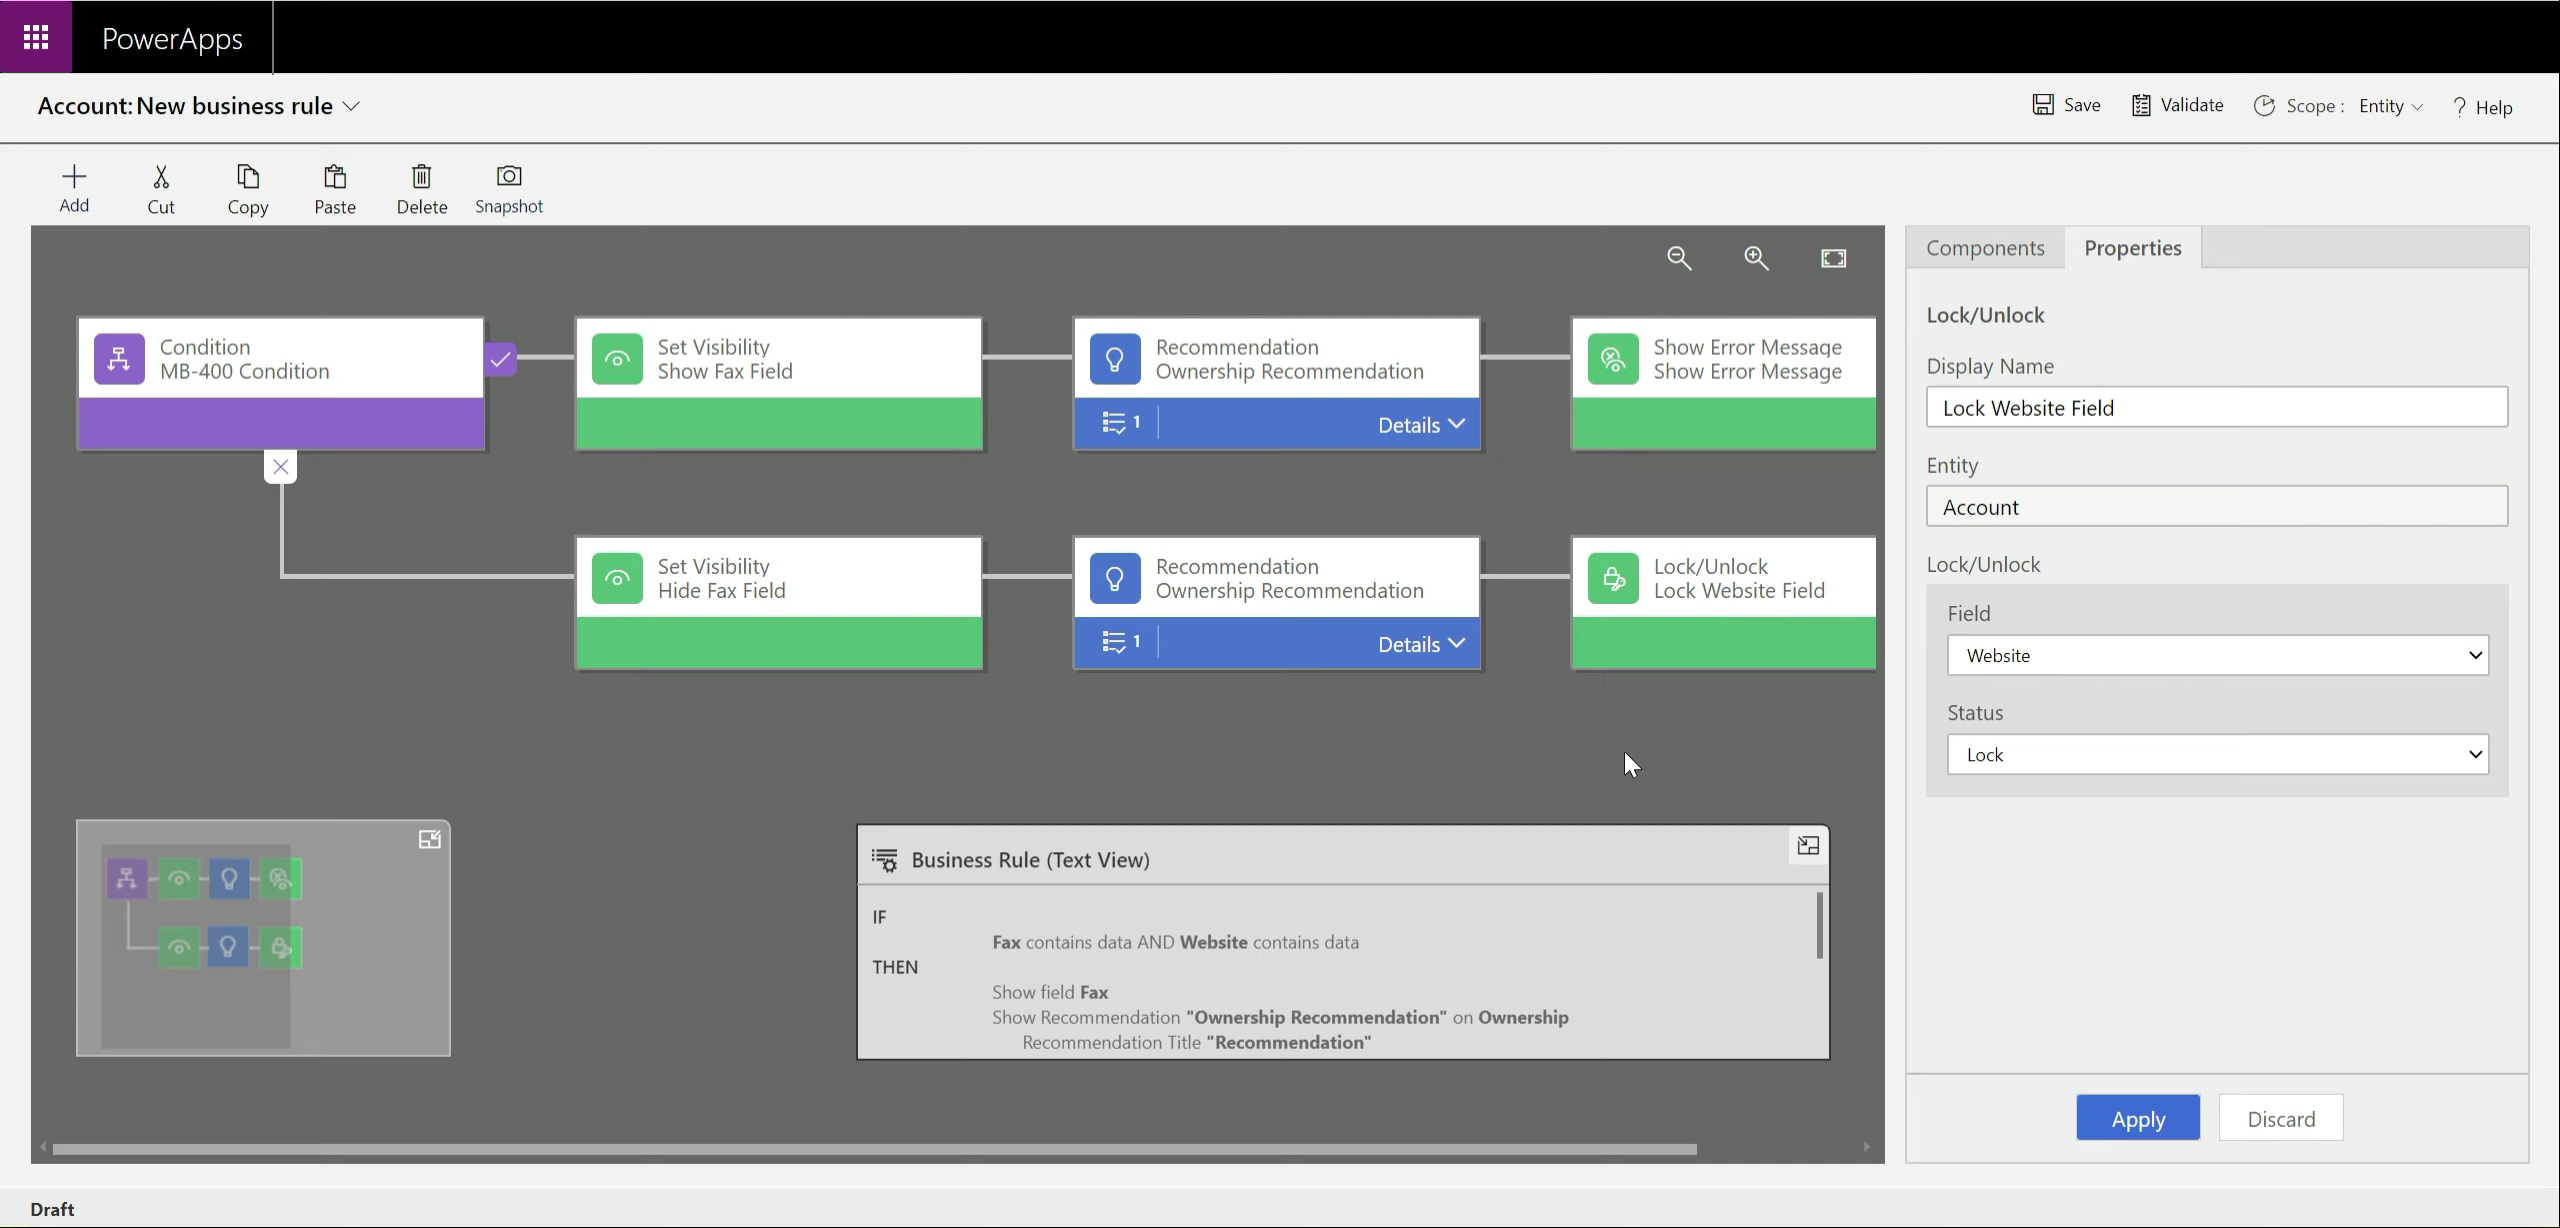 PowerApps
Account: New business rule
Save
Validate
Scope :
Entity
? Help
Add
Cut
Copy
Paste
Delete
Snapshot
Components
Properties
Condition
MB-400 Condition
Set Visibility
Show Fax Field
Recommendation
Ownership Recommendation
1
Details
Show Error Message
Show Error Message
Set Visibility
Hide Fax Field
Recommendation
Ownership Recommendation
1
Details
Lock/Unlock
Lock Website Field
Business Rule (Text View)
IF
Fax contains data AND Website contains data
THEN
Show field Fax
Show Recommendation "Ownership Recommendation" on Ownership
Recommendation Title "Recommendation"
Lock/Unlock
Display Name
Lock Website Field
Entity
Account
Lock/Unlock
Field
Website
Status
Lock
Apply
Discard
Draft